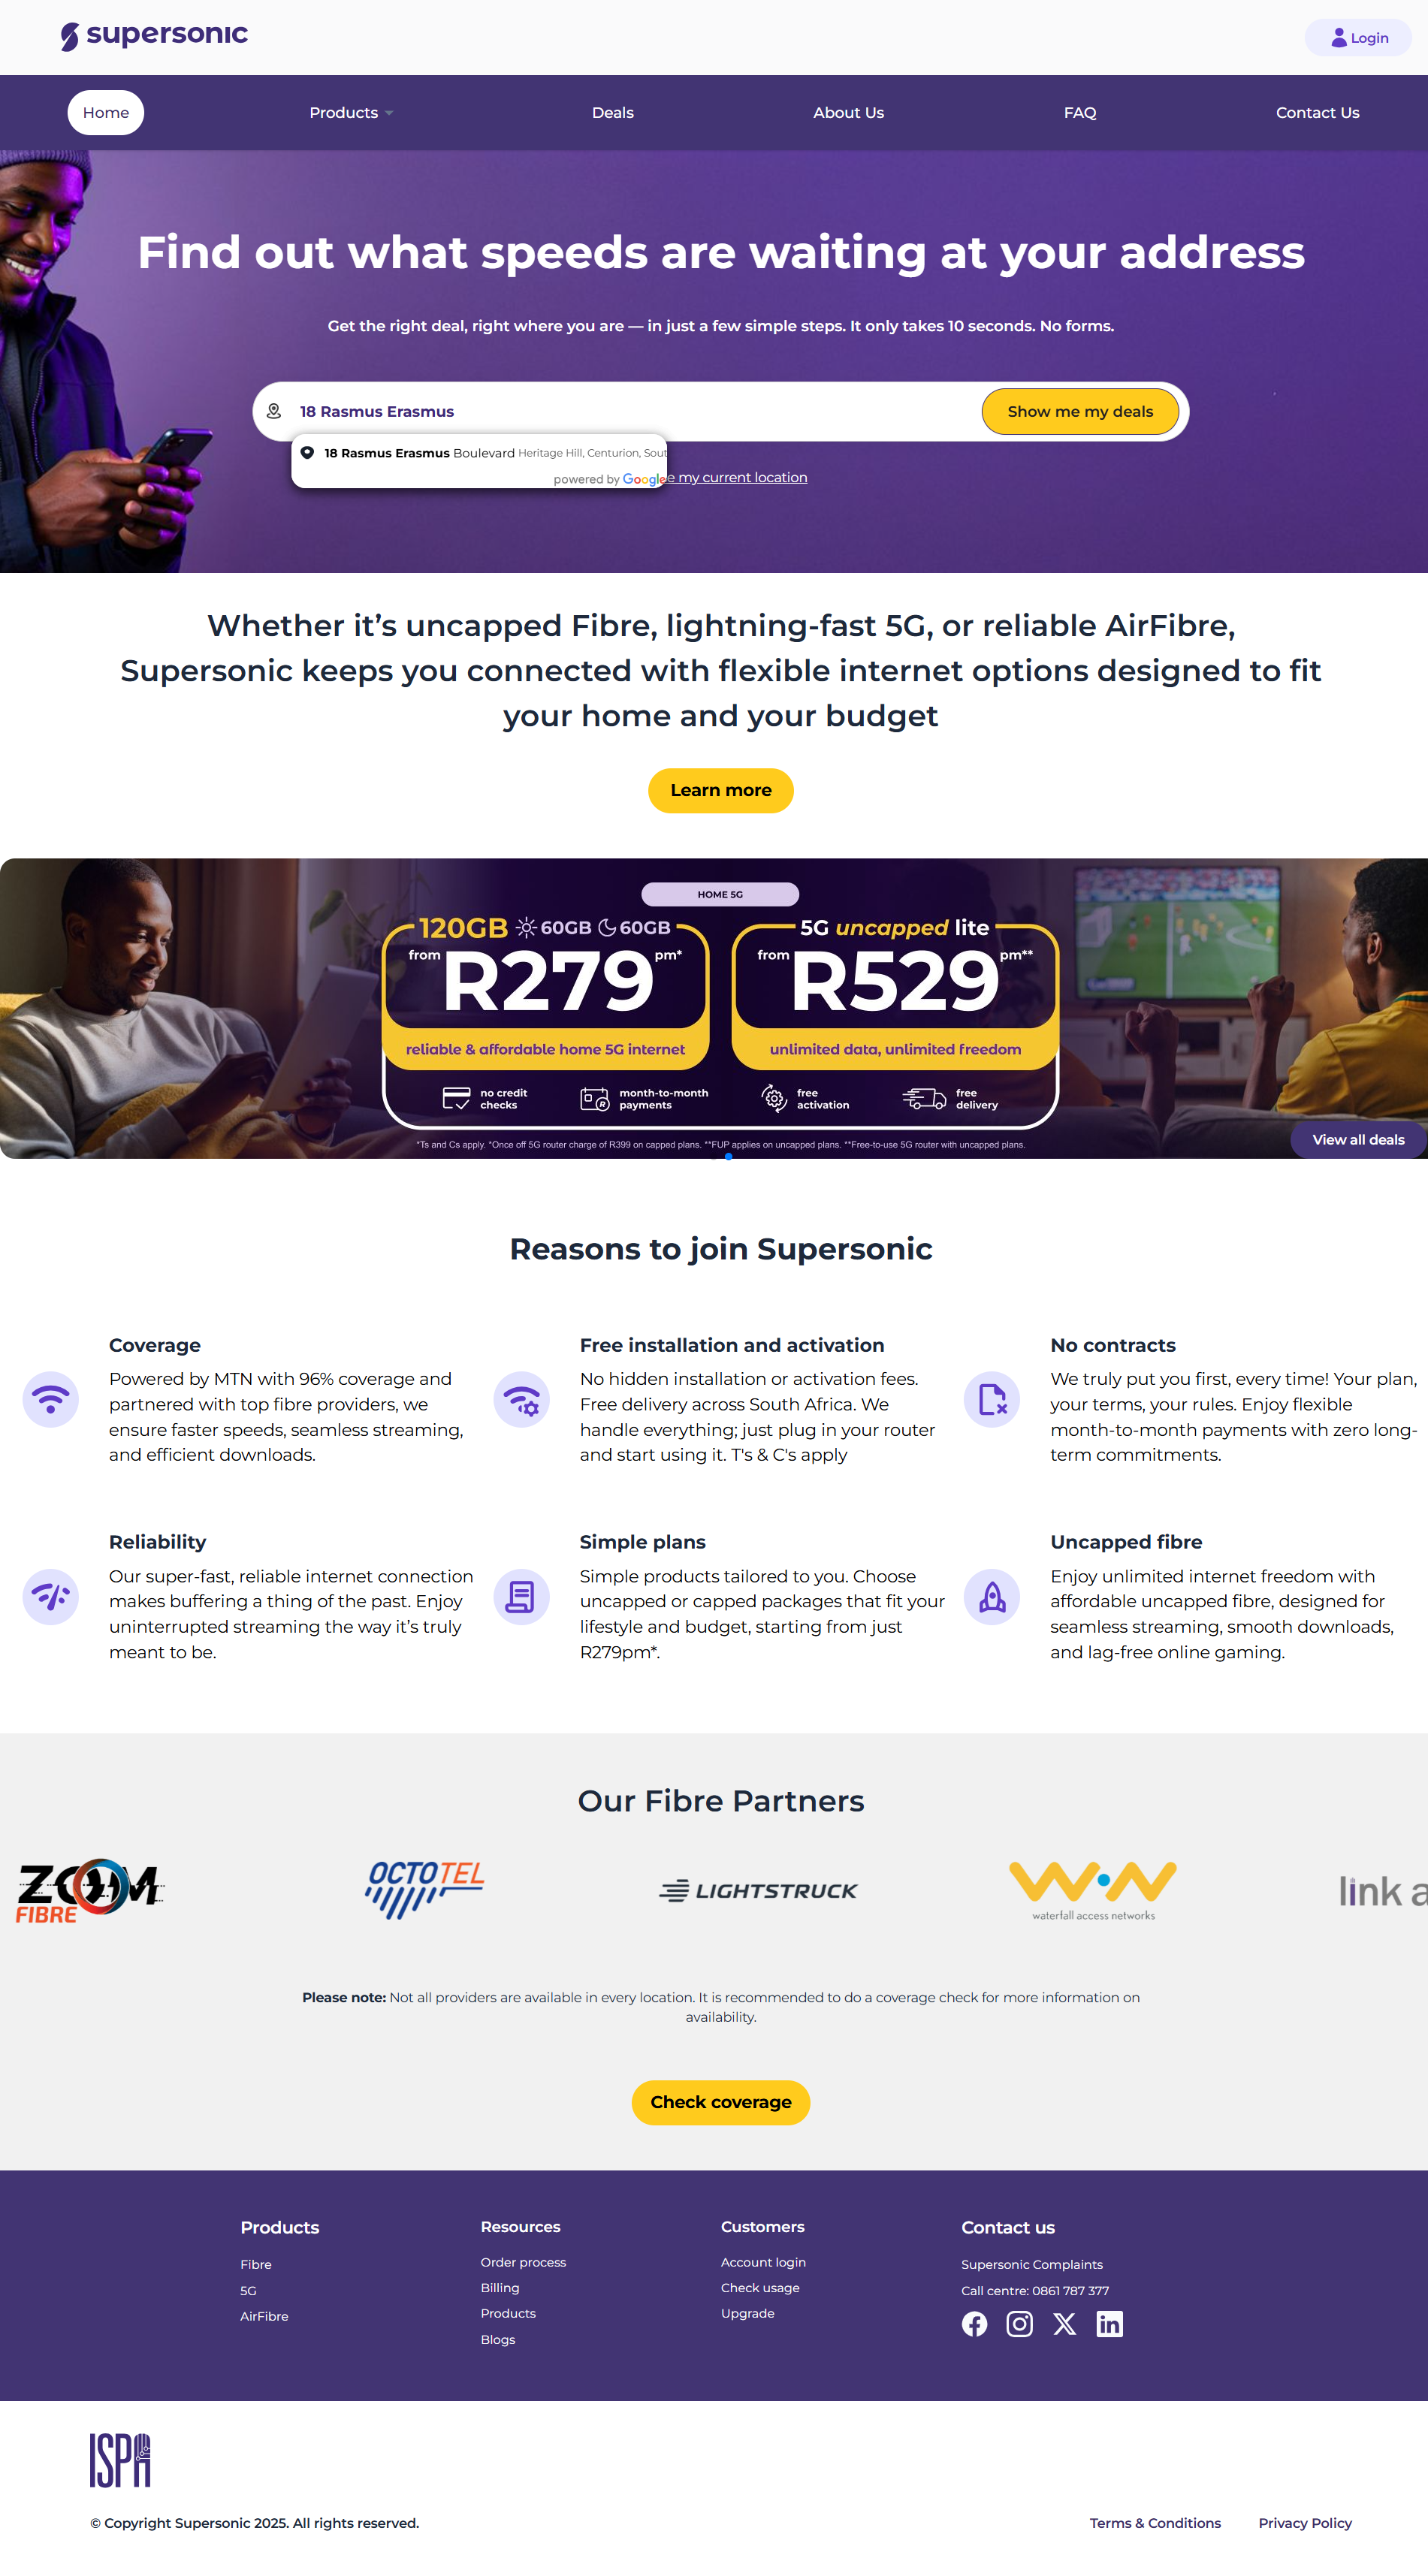 supersonic
Login
Home
Products
Deals
About Us
FAQ
Contact Us
Find out what speeds are waiting at your address
Get the right deal, right where you are — in just a few simple steps. It only takes 10 seconds. No forms.
18 Rasmus Erasmus
Show me my deals
18 Rasmus Erasmus Boulevard Heritage Hill, Centurion, Sout
powered by Google
e my current location
Whether it’s uncapped Fibre, lightning-fast 5G, or reliable AirFibre,
Supersonic keeps you connected with flexible internet options designed to fit
your home and your budget
Learn more
HOME 5G
120GB 60GB 60GB
from R279 pm*
reliable & affordable home 5G internet
5G uncapped lite
from R529 pm**
unlimited data, unlimited freedom
no credit
checks
month-to-month
payments
free
activation
free
delivery
*Ts and Cs apply. *Once off 5G router charge of R399 on capped plans. **FUP applies on uncapped plans. **Free-to-use 5G router with uncapped plans.
View all deals
Reasons to join Supersonic
Coverage
Powered by MTN with 96% coverage and
partnered with top fibre providers, we
ensure faster speeds, seamless streaming,
and efficient downloads.
Free installation and activation
No hidden installation or activation fees.
Free delivery across South Africa. We
handle everything; just plug in your router
and start using it. T's & C's apply
No contracts
We truly put you first, every time! Your plan,
your terms, your rules. Enjoy flexible
month-to-month payments with zero long-
term commitments.
Reliability
Our super-fast, reliable internet connection
makes buffering a thing of the past. Enjoy
uninterrupted streaming the way it’s truly
meant to be.
Simple plans
Simple products tailored to you. Choose
uncapped or capped packages that fit your
lifestyle and budget, starting from just
R279pm*.
Uncapped fibre
Enjoy unlimited internet freedom with
affordable uncapped fibre, designed for
seamless streaming, smooth downloads,
and lag-free online gaming.
Our Fibre Partners
ZOOM
FIBRE
OCTOTEL
LIGHTSTRUCK
WAN
waterfall access networks
link a
Please note: Not all providers are available in every location. It is recommended to do a coverage check for more information on
availability.
Check coverage
Products
Fibre
5G
AirFibre
Resources
Order process
Billing
Products
Blogs
Customers
Account login
Check usage
Upgrade
Contact us
Supersonic Complaints
Call centre: 0861 787 377
ISPA
© Copyright Supersonic 2025. All rights reserved.
Terms & Conditions
Privacy Policy